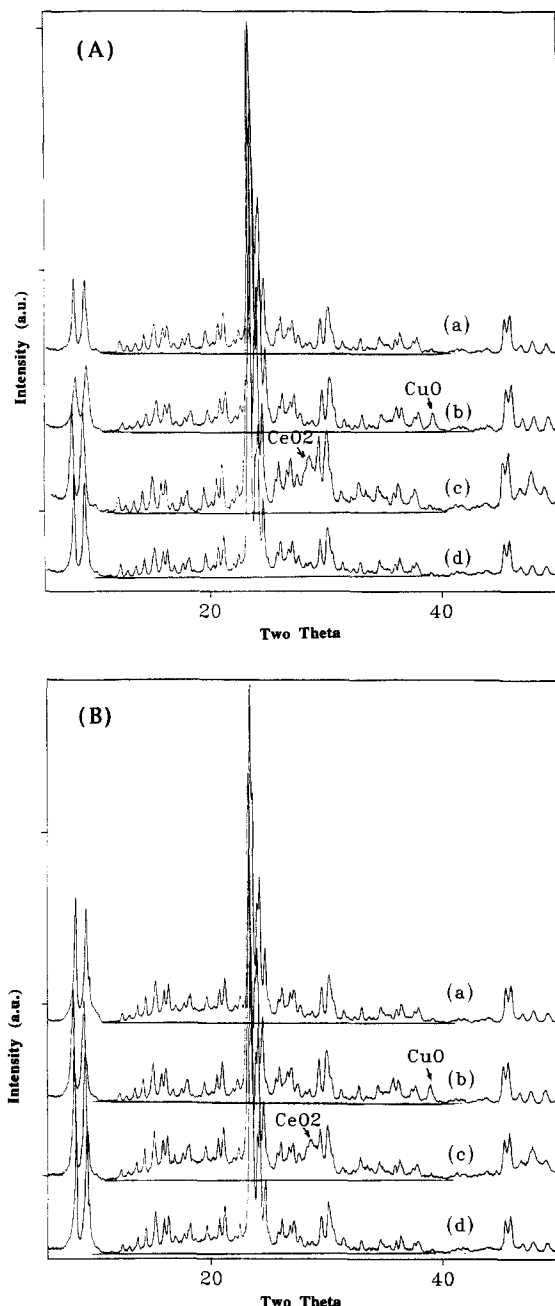 (A)
Intensity (a.u.)
(a)
CuO
(b)
CeO2
(c)
(d)
20
40
Two Theta
(B)
Intensity (a.u.)
(a)
CuO
(b)
CeO2
(c)
(d)
20
40
Two Theta